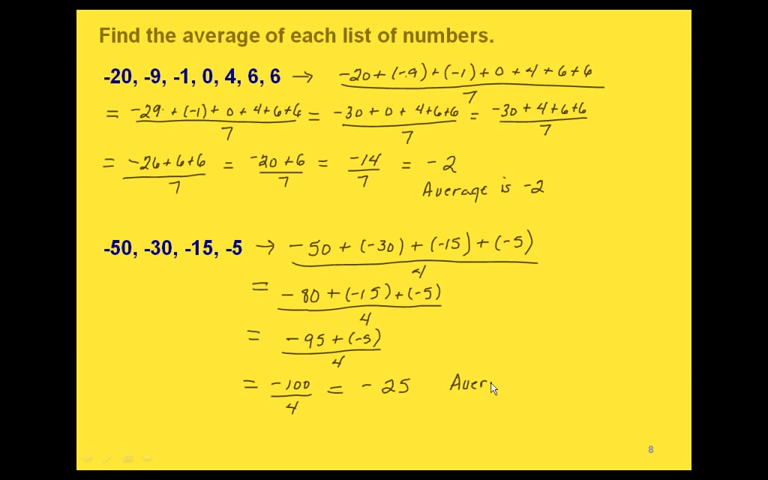 Find the average of each list of numbers.
-20, -9, -1, 0, 4, 6, 6 → -20 + (-9) + (-1) + 0 + 4 + 6 + 6 / 7
= -29 + (-1) + 0 + 4 + 6 + 6 / 7 = -30 + 0 + 4 + 6 + 6 / 7 = -30 + 4 + 6 + 6 / 7
= -26 + 6 + 6 / 7 = -20 + 6 / 7 = -14 / 7 = -2
Average is -2
-50, -30, -15, -5 → -50 + (-30) + (-15) + (-5) / 4
= -80 + (-15) + (-5) / 4
= -95 + (-5) / 4
= -100 / 4 = -25 Aver
8